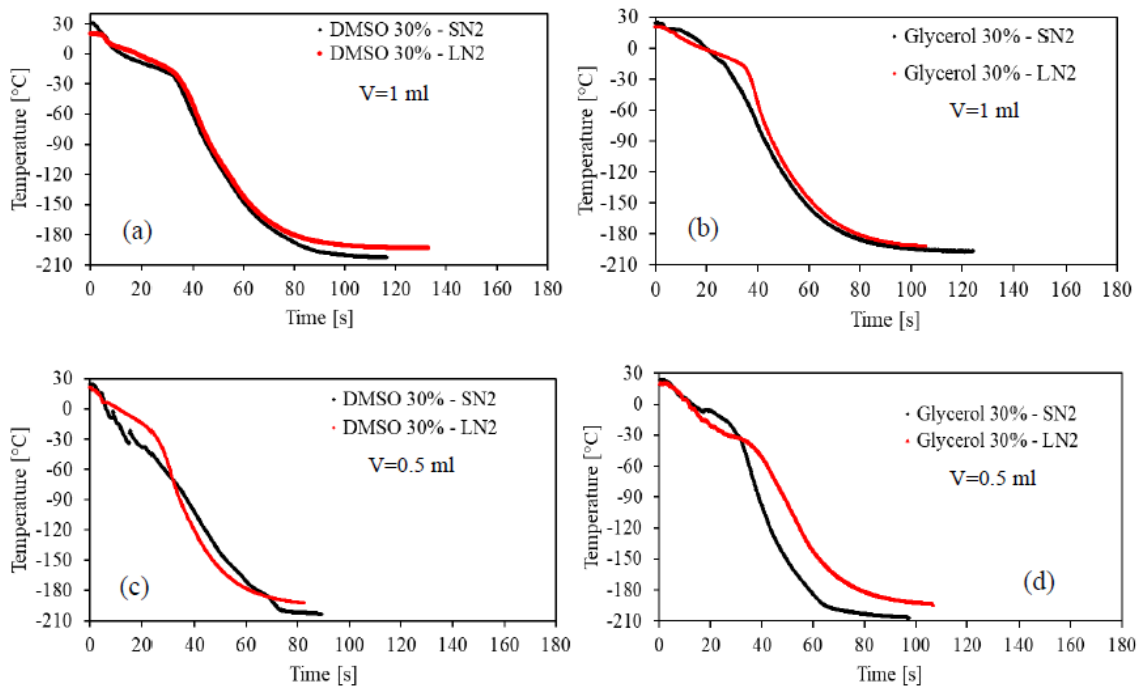 Temperature [°C]
30
0
-30
-60
-90
-120
-150
-180
-210
DMSO 30% - SN2
DMSO 30% - LN2
V=1 ml
(a)
0 20 40 60 80 100 120 140 160 180
Time [s]
Temperature [°C]
30
0
-30
-60
-90
-120
-150
-180
-210
Glycerol 30% - SN2
Glycerol 30% - LN2
V=1 ml
(b)
0 20 40 60 80 100 120 140 160 180
Time [s]
Temperature [°C]
30
0
-30
-60
-90
-120
-150
-180
-210
DMSO 30% - SN2
DMSO 30% - LN2
V=0.5 ml
(c)
0 20 40 60 80 100 120 140 160 180
Time [s]
Temperature [°C]
30
0
-30
-60
-90
-120
-150
-180
-210
Glycerol 30% - SN2
Glycerol 30% - LN2
V=0.5 ml
(d)
0 20 40 60 80 100 120 140 160 180
Time [s]